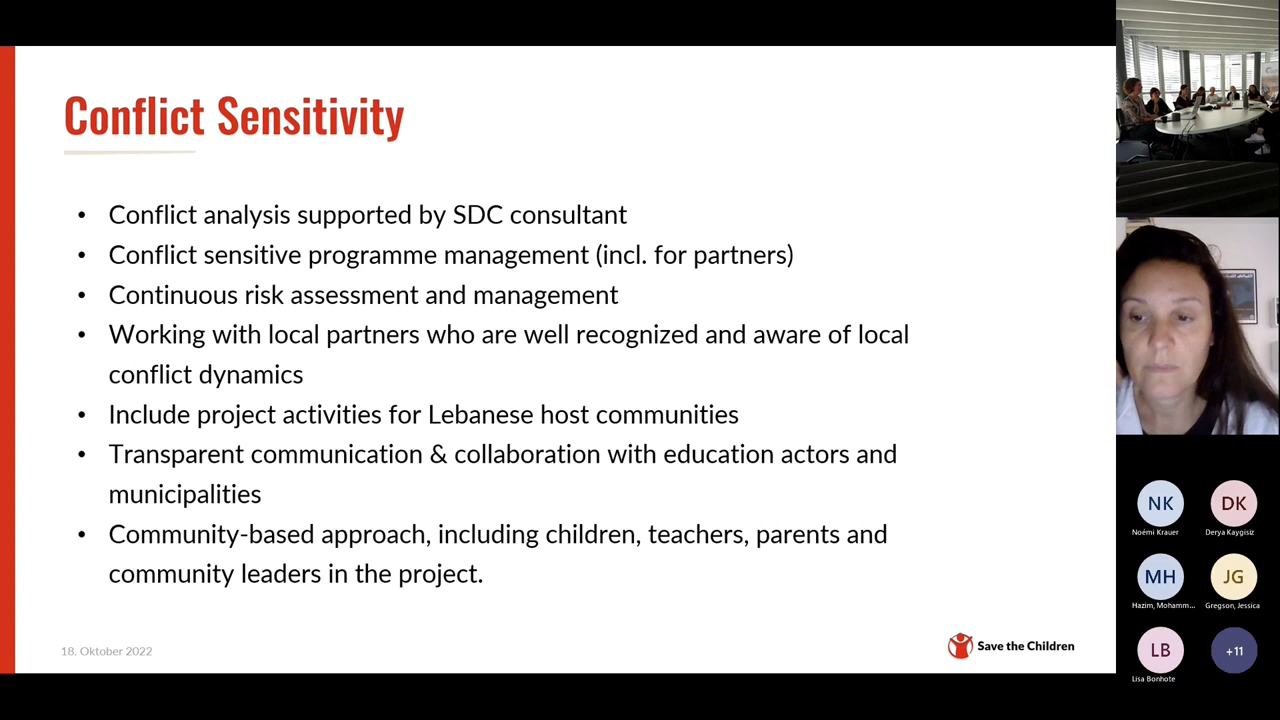 Conflict Sensitivity
• Conflict analysis supported by SDC consultant
• Conflict sensitive programme management (incl. for partners)
• Continuous risk assessment and management
• Working with local partners who are well recognized and aware of local
conflict dynamics
• Include project activities for Lebanese host communities
• Transparent communication & collaboration with education actors and
municipalities
• Community-based approach, including children, teachers, parents and
community leaders in the project.
18. Oktober 2022
Save the Children
NK
DK
Noémi Krauer
Derya Kaygisiz
MH
JG
Hazim, Mohamm...
Gregson, Jessica
LB
+11
Lisa Bonhote